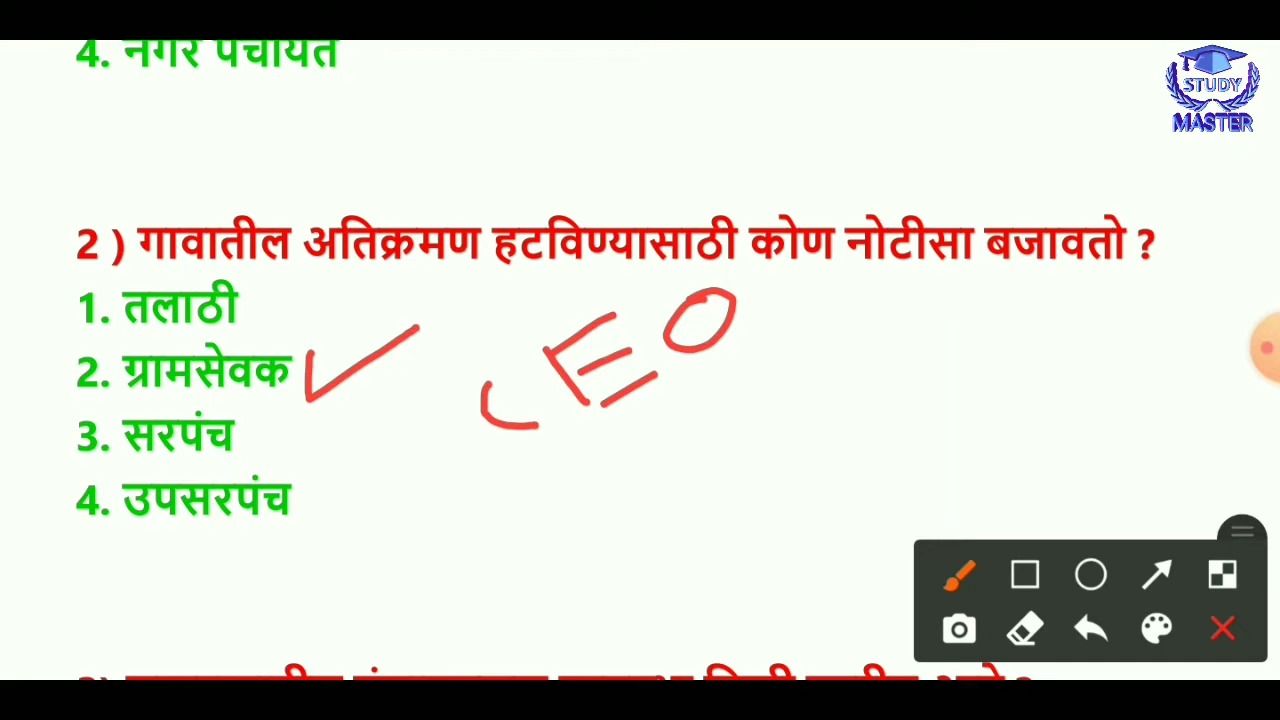 4. नगर पंचायत
STUDY
MASTER
2 ) गावातील अतिक्रमण हटविण्यासाठी कोण नोटीसा बजावतो ?
1. तलाठी
2. ग्रामसेवक
CEO
3. सरपंच
4. उपसरपंच